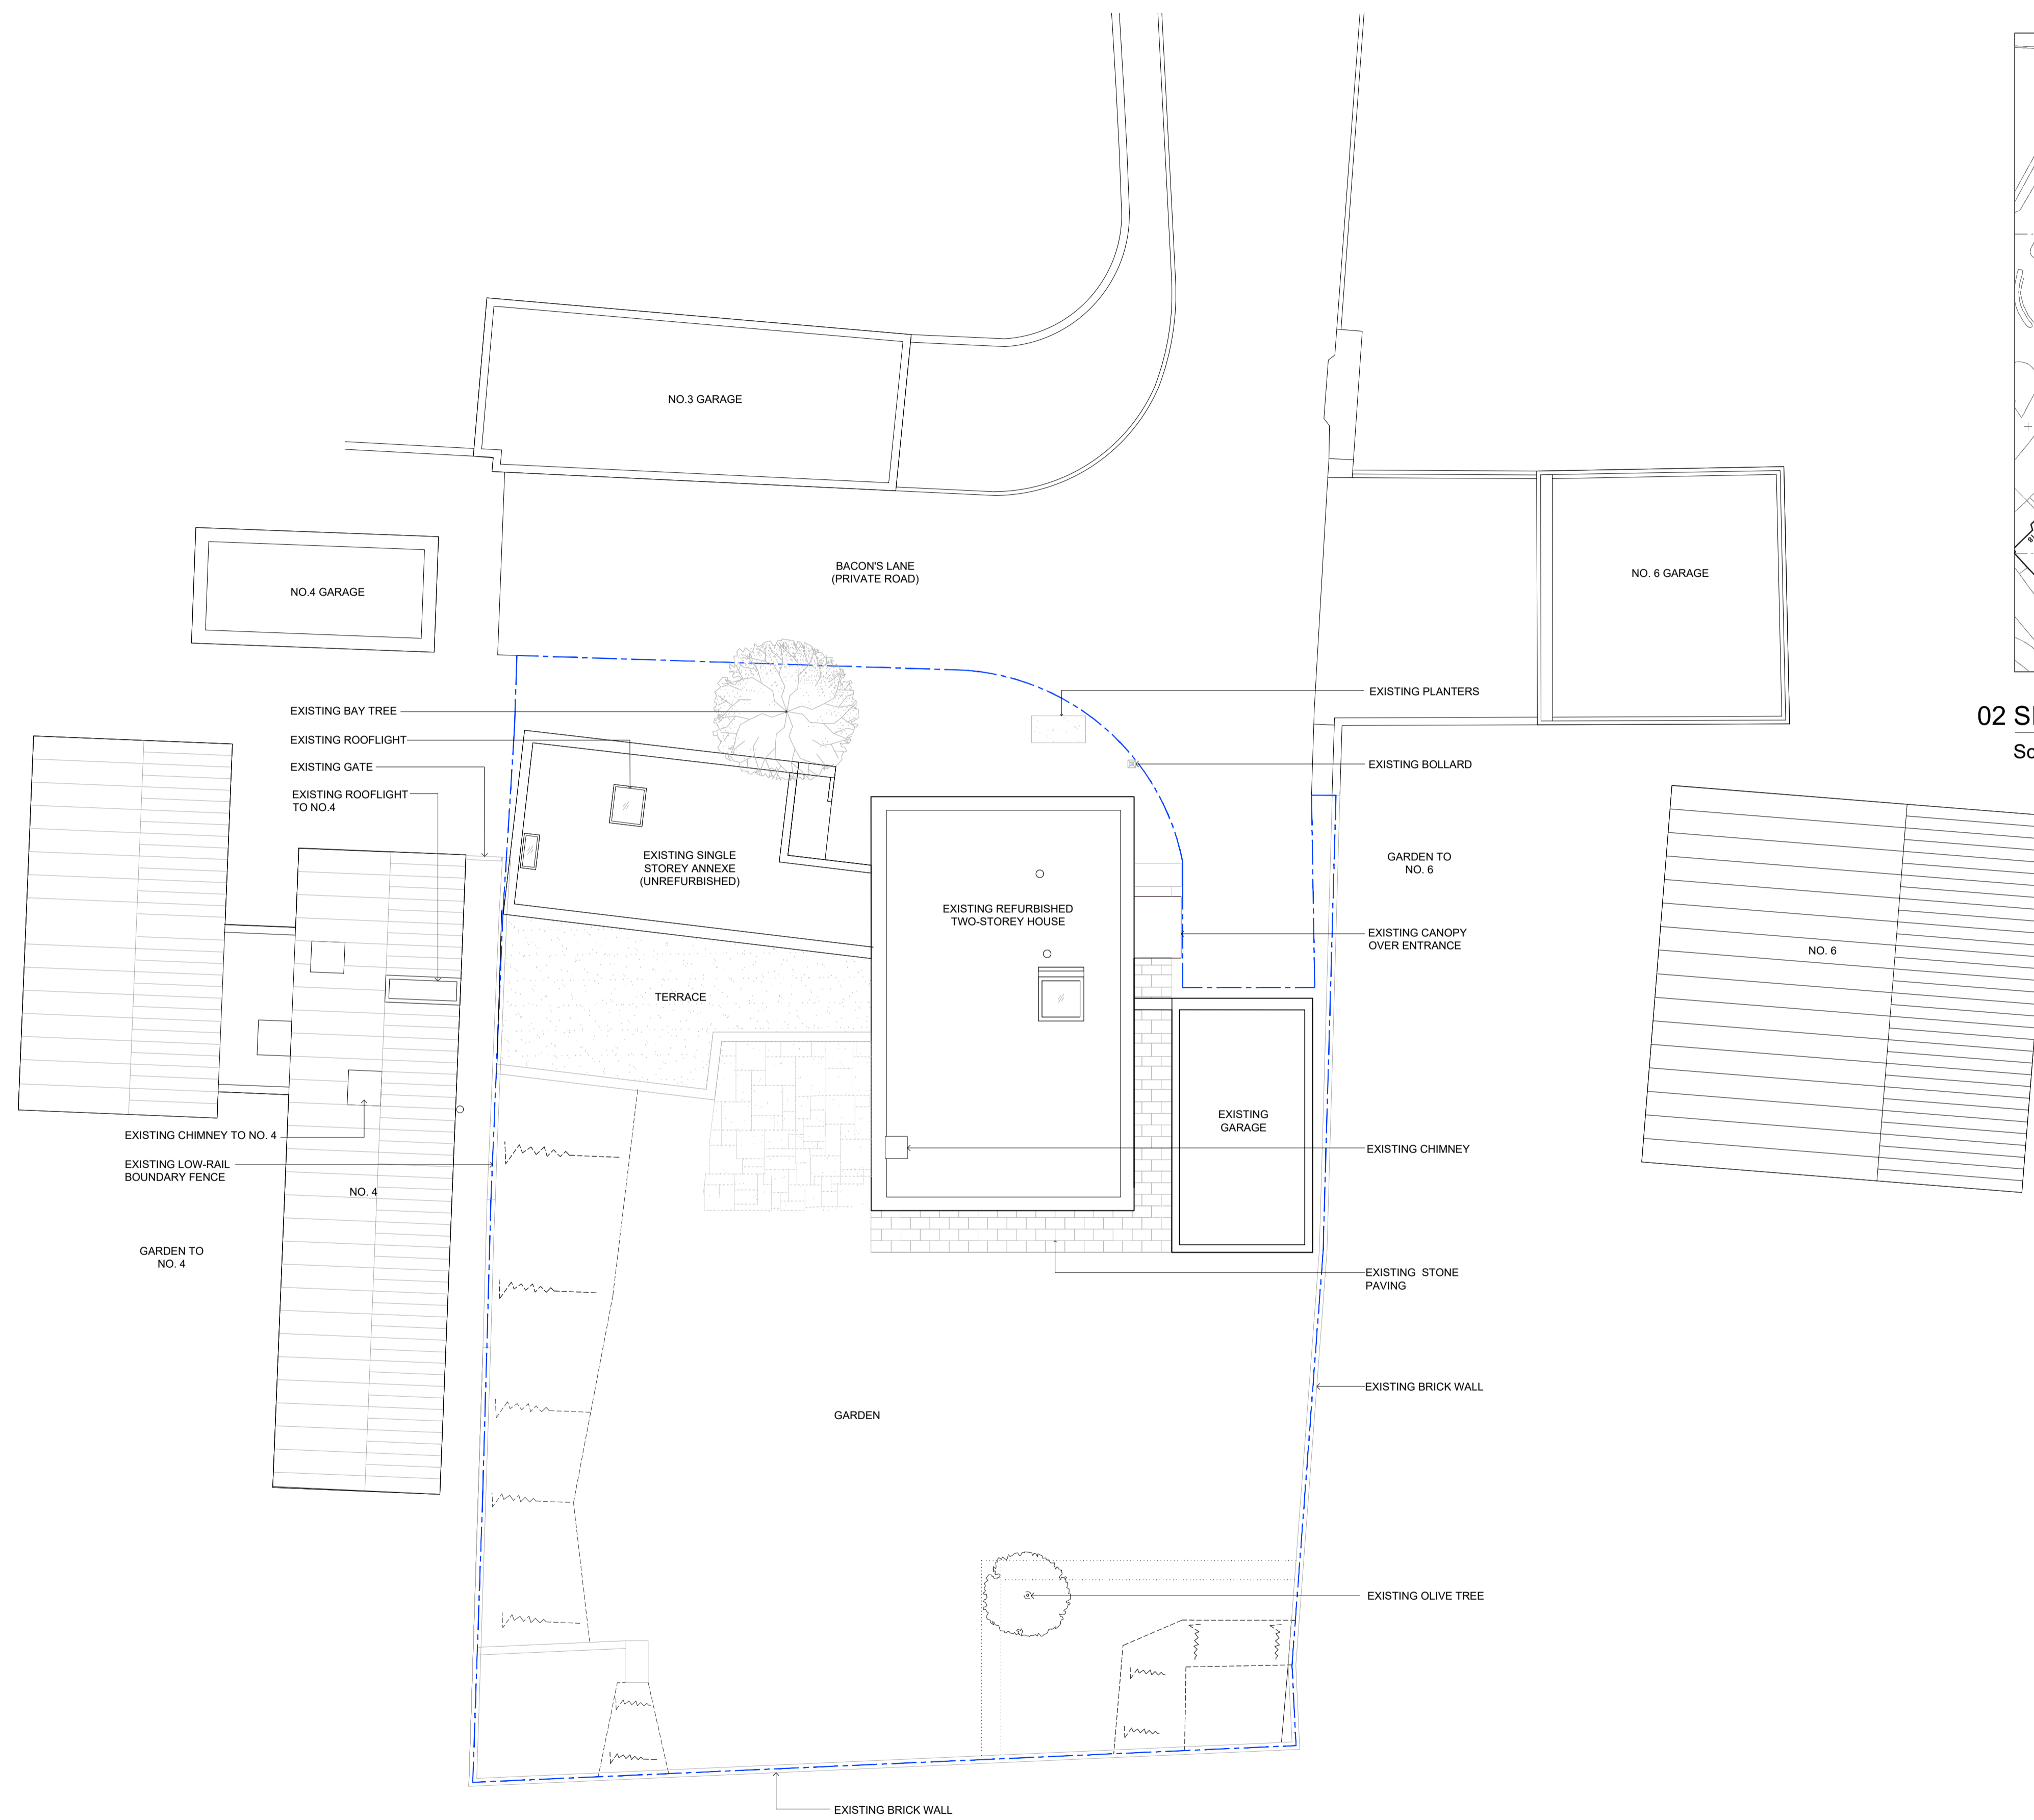 NO.3 GARAGE
BACON'S LANE
(PRIVATE ROAD)
NO.4 GARAGE
NO. 6 GARAGE
EXISTING PLANTERS
EXISTING BAY TREE
02
EXISTING ROOFLIGHT
EXISTING GATE
EXISTING BOLLARD
EXISTING ROOFLIGHT
TO NO.4
EXISTING SINGLE
STOREY ANNEXE
(UNREFURBISHED)
GARDEN TO
NO. 6
EXISTING REFURBISHED
TWO-STOREY HOUSE
EXISTING CANOPY
OVER ENTRANCE
NO. 6
TERRACE
EXISTING
GARAGE
EXISTING CHIMNEY TO NO. 4
EXISTING CHIMNEY
EXISTING LOW-RAIL
BOUNDARY FENCE
NO. 4
GARDEN TO
NO. 4
EXISTING STONE
PAVING
EXISTING BRICK WALL
GARDEN
EXISTING OLIVE TREE
EXISTING BRICK WALL